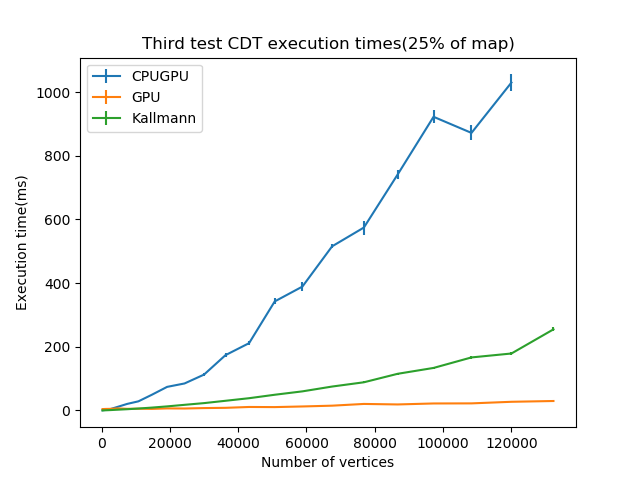 Third test CDT execution times(25% of map)
CPUGPU
GPU
Kallmann
Execution time(ms)
1000
800
600
400
200
0
0 20000 40000 60000 80000 100000 120000
Number of vertices